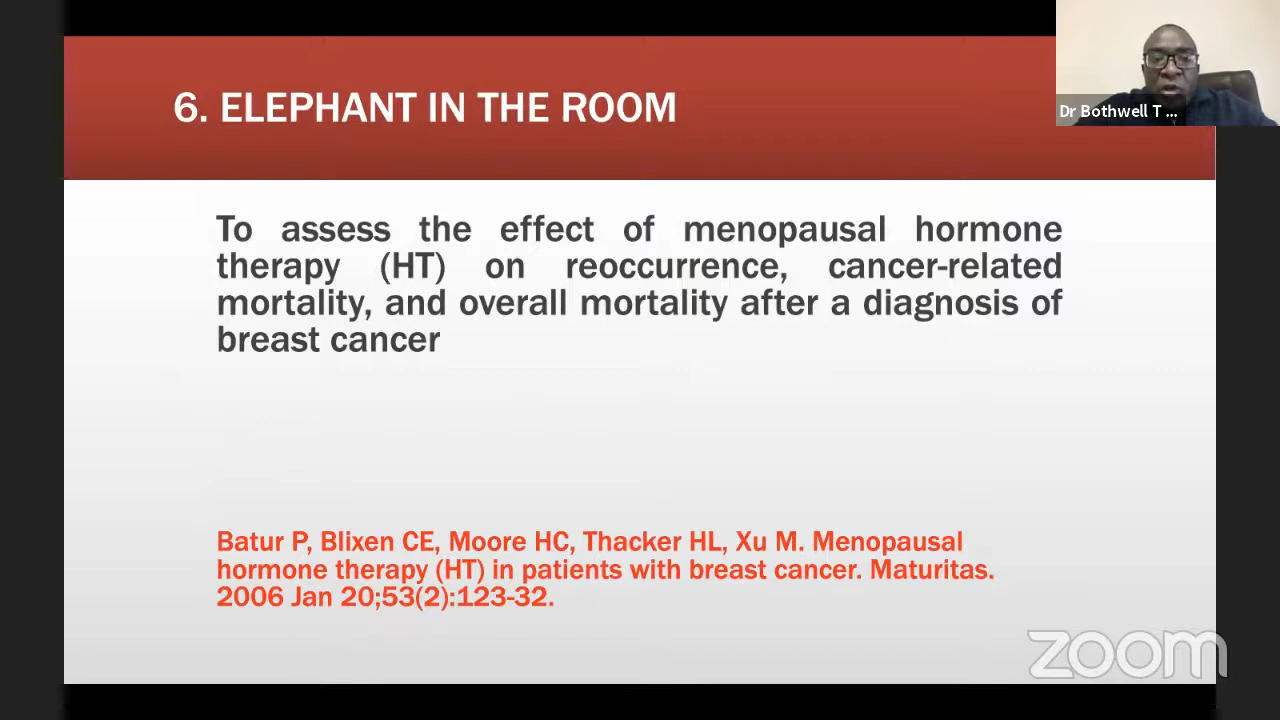 6. ELEPHANT IN THE ROOM
Dr Bothwell T ...
To assess the effect of menopausal hormone
therapy (HT) on reoccurrence, cancer-related
mortality, and overall mortality after a diagnosis of
breast cancer
Batur P, Blixen CE, Moore HC, Thacker HL, Xu M. Menopausal
hormone therapy (HT) in patients with breast cancer. Maturitas.
2006 Jan 20;53(2):123-32.
zoom